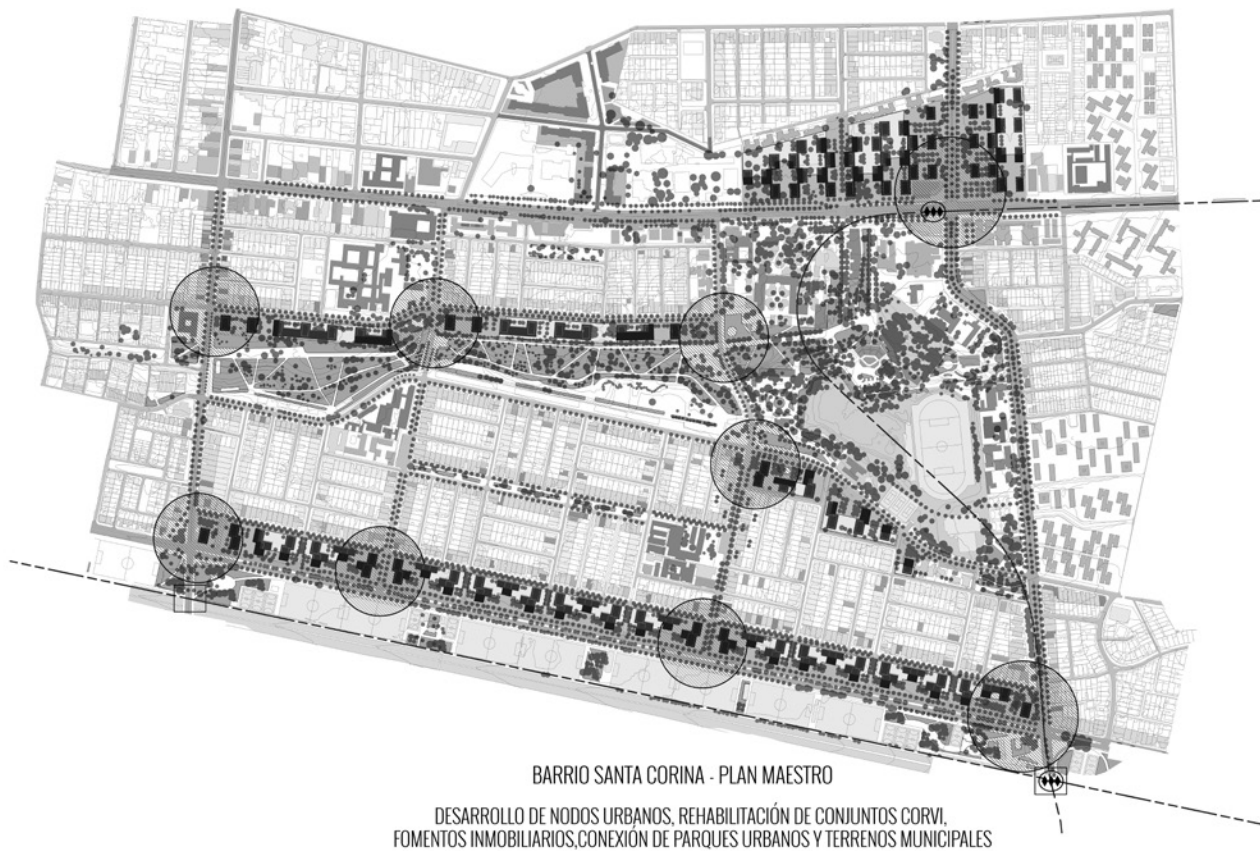 BARRIO SANTA CORINA - PLAN MAESTRO
DESARROLLO DE NODOS URBANOS, REHABILITACIÓN DE CONJUNTOS CORVI,
FOMENTOS INMOBILIARIOS,CONEXIÓN DE PARQUES URBANOS Y TERRENOS MUNICIPALES